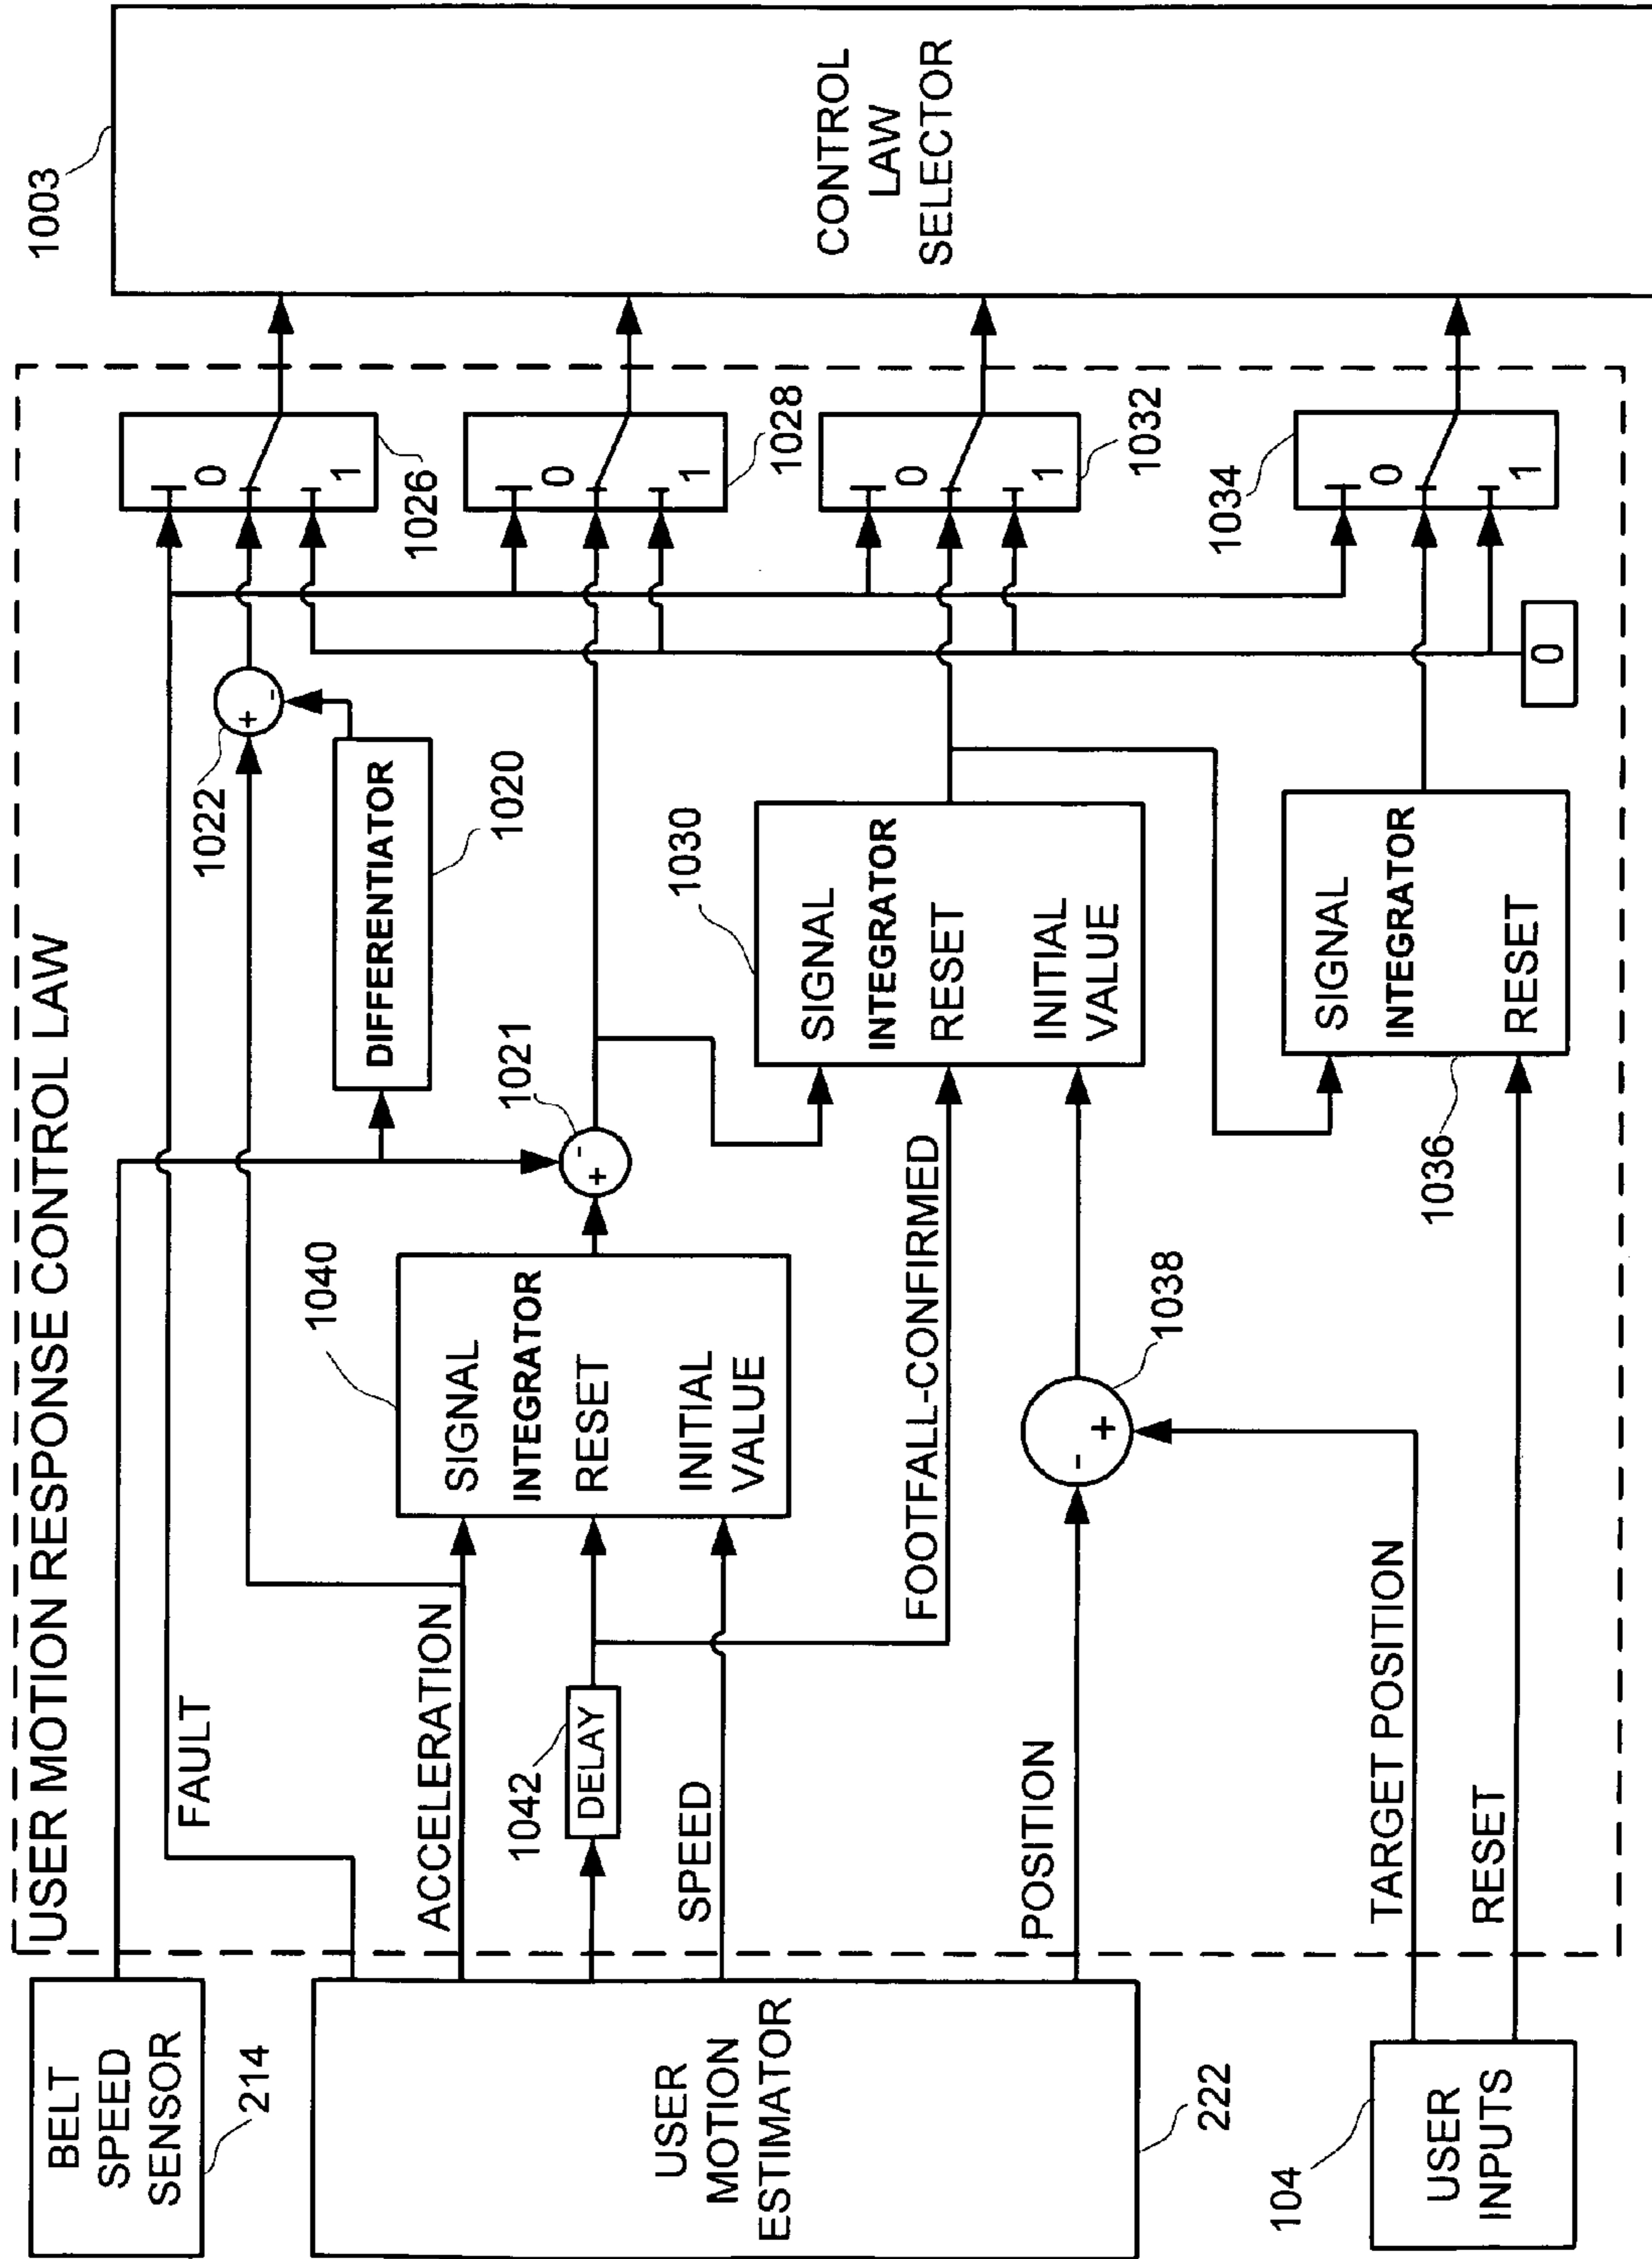 USER MOTION RESPONSE CONTROL LAW
BELT
SPEED
SENSOR
214
USER
MOTION
ESTIMATOR
222
USER
INPUTS
104
FAULT
ACCELERATION
1042
DELAY
SPEED
POSITION
TARGET POSITION
RESET
FOOTFALL-CONFIRMED
1040
SIGNAL
INTEGRATOR
RESET
INITIAL
VALUE
1038
-
+
1021
+
-
DIFFERENTIATOR
1020
1022
+
-
1030
SIGNAL
INTEGRATOR
RESET
INITIAL
VALUE
1036
SIGNAL
INTEGRATOR
RESET
0
0
1
1026
0
1
1028
0
1
1032
0
1
1034
1003
CONTROL
LAW
SELECTOR